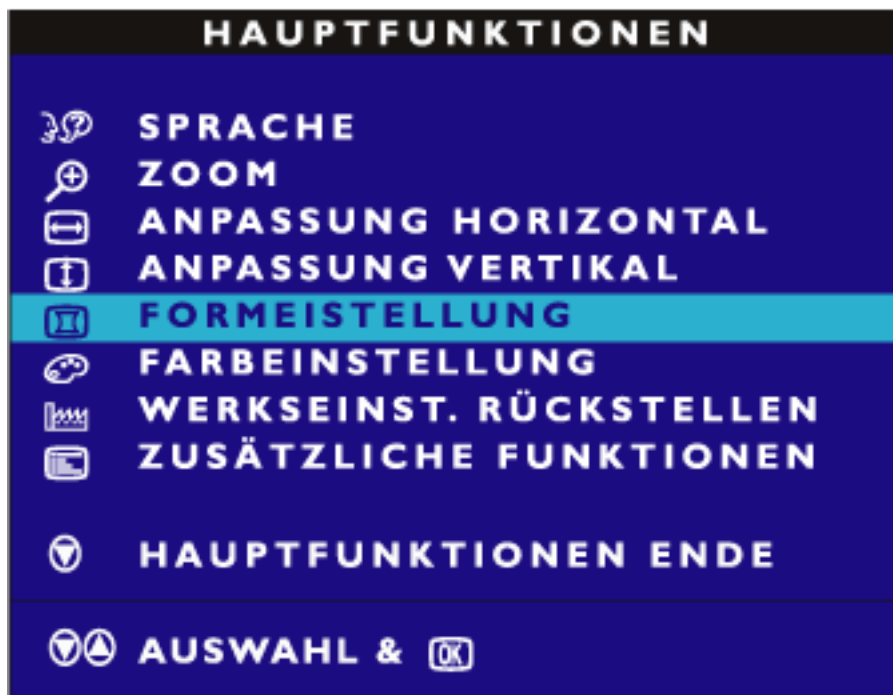 HAUPTFUNKTIONEN
SPRACHE
ZOOM
ANPASSUNG HORIZONTAL
ANPASSUNG VERTIKAL
FORMEISTELLUNG
FARBEINSTELLUNG
WERKSEINST. RÜCKSTELLEN
ZUSÄTZLICHE FUNKTIONEN
HAUPTFUNKTIONEN ENDE
AUSWAHL & OK